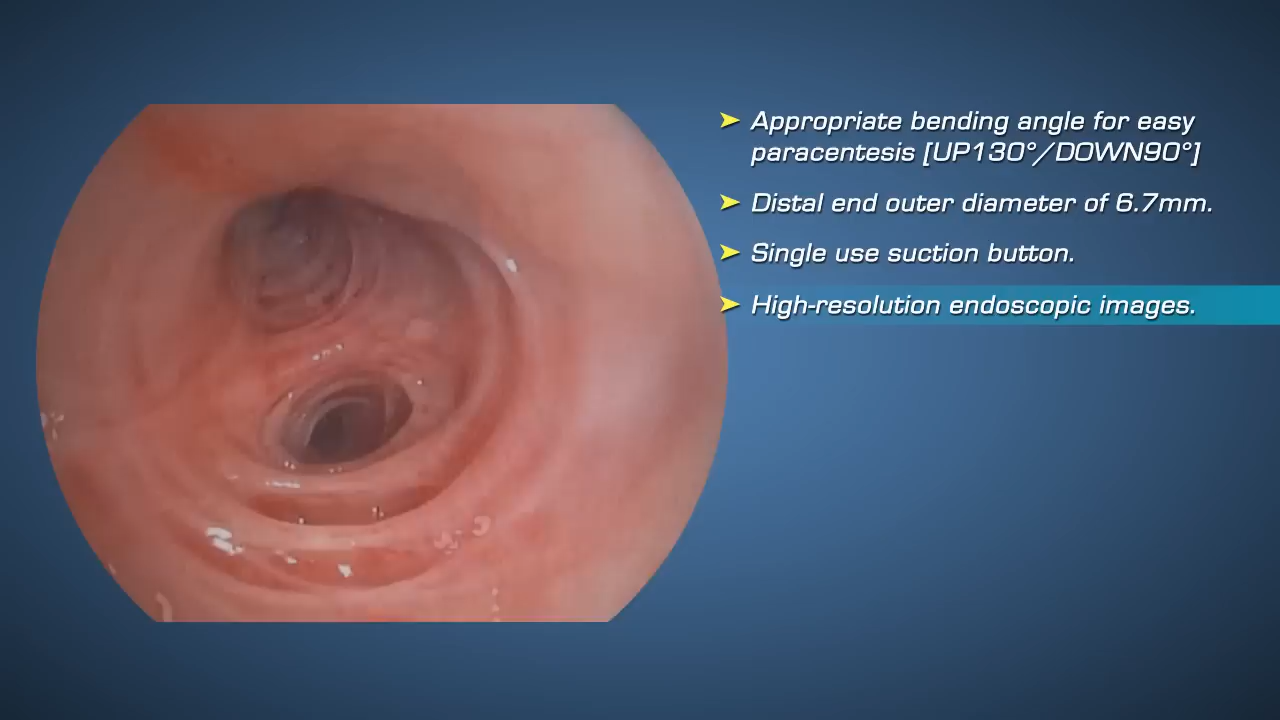 Appropriate bending angle for easy
paracentesis [UP130°/DOWN90°]
Distal end outer diameter of 6.7mm.
Single use suction button.
High-resolution endoscopic images.